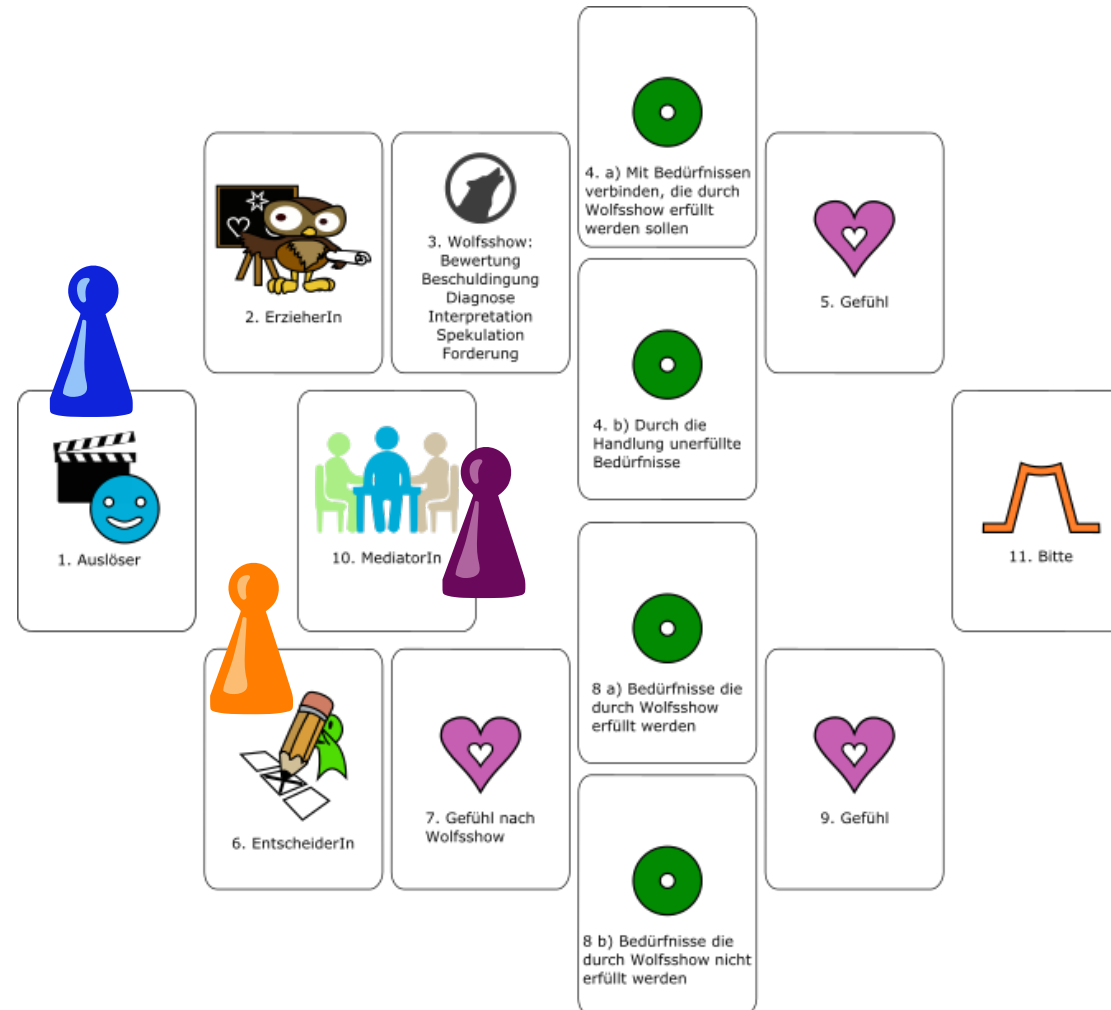 1. Auslöser
2. ErzieherIn
3. Wolfsshow:
Bewertung
Beschuldingung
Diagnose
Interpretation
Spekulation
Forderung
4. a) Mit Bedürfnissen
verbinden, die durch
Wolfsshow erfüllt
werden sollen
4. b) Durch die
Handlung unerfüllte
Bedürfnisse
5. Gefühl
6. EntscheiderIn
7. Gefühl nach
Wolfsshow
8 a) Bedürfnisse die
durch Wolfsshow
erfüllt werden
8 b) Bedürfnisse die
durch Wolfsshow nicht
erfüllt werden
9. Gefühl
10. MediatorIn
11. Bitte